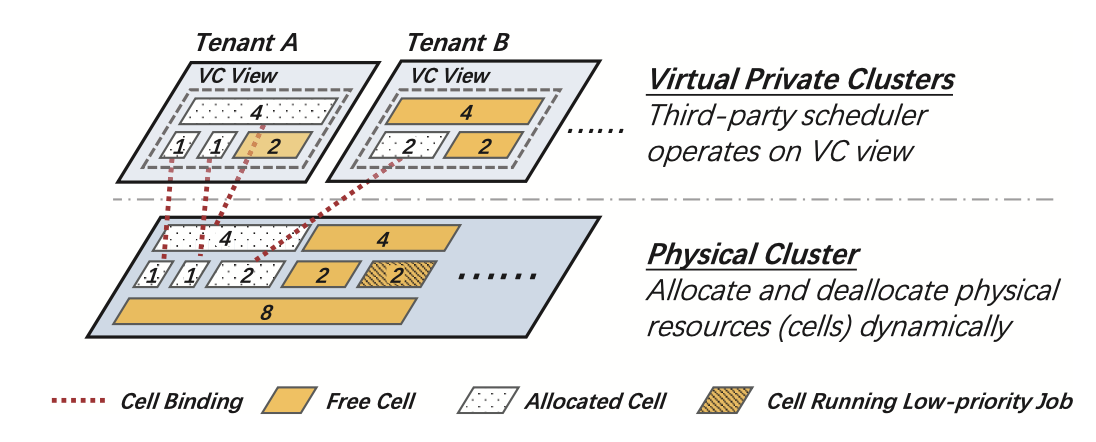 Tenant A Tenant B
VC View VC View
4 4
1 1 2 2 2
......
Virtual Private Clusters
Third-party scheduler
operates on VC view
4 4
1 1 2 2 2
......
8
Physical Cluster
Allocate and deallocate physical
resources (cells) dynamically
Cell Binding Free Cell Allocated Cell Cell Running Low-priority Job